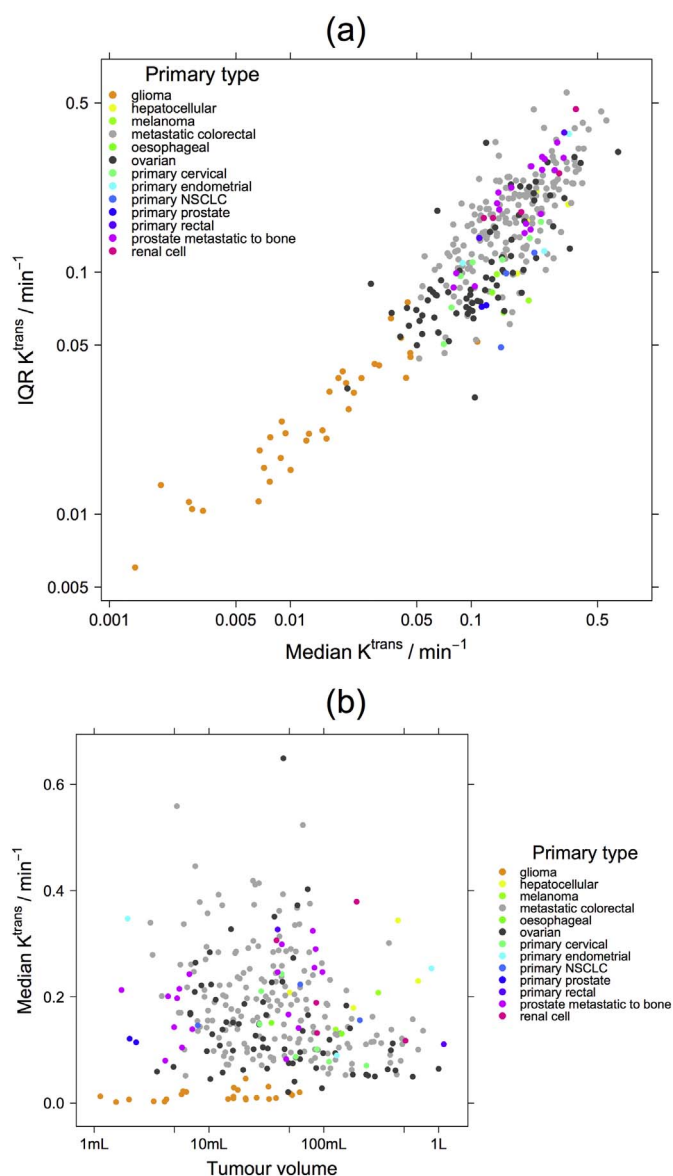 (a)
Primary type
glioma
hepatocellular
melanoma
metastatic colorectal
oesophageal
ovarian
primary cervical
primary endometrial
primary NSCLC
primary prostate
primary rectal
prostate metastatic to bone
renal cell
IQR K^trans / min⁻¹
0.5
0.1
0.05
0.01
0.005
0.001
0.005
0.01
0.05
0.1
0.5
Median K^trans / min⁻¹
(b)
Median K^trans / min⁻¹
0.6
0.4
0.2
0.0
1mL
10mL
100mL
1L
Tumour volume
Primary type
glioma
hepatocellular
melanoma
metastatic colorectal
oesophageal
ovarian
primary cervical
primary endometrial
primary NSCLC
primary prostate
primary rectal
prostate metastatic to bone
renal cell